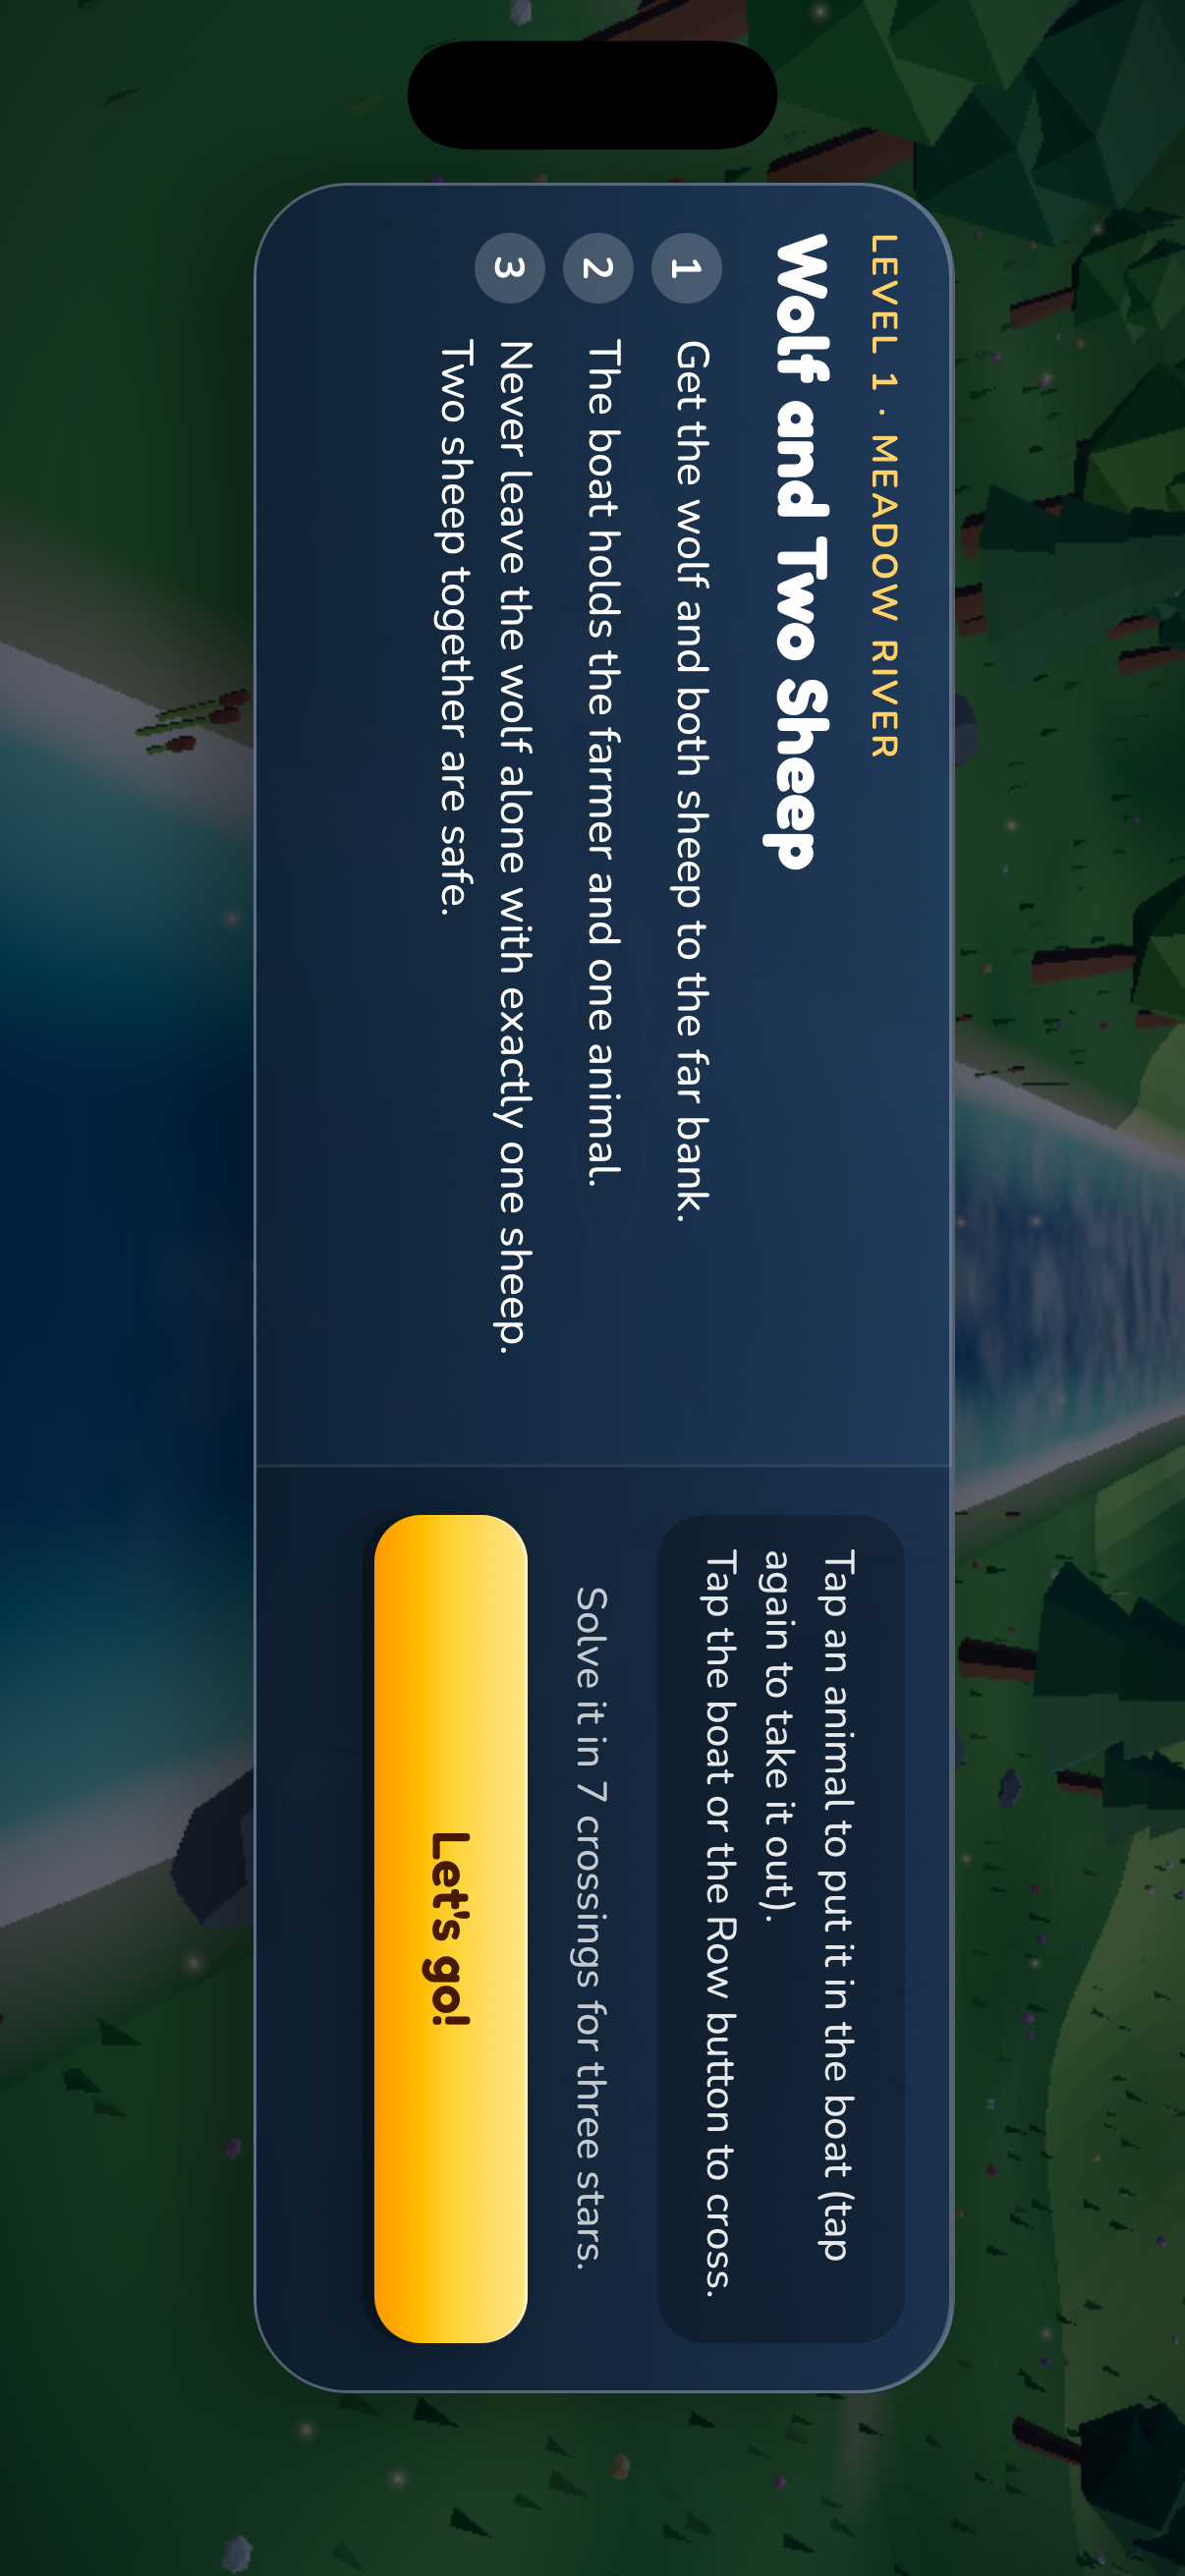 LEVEL 1 · MEADOW RIVER
Wolf and Two Sheep
1 Get the wolf and both sheep to the far bank.
2 The boat holds the farmer and one animal.
3 Never leave the wolf alone with exactly one sheep.
Two sheep together are safe.
Tap an animal to put it in the boat (tap
again to take it out).
Tap the boat or the Row button to cross.
Solve it in 7 crossings for three stars.
Let's go!